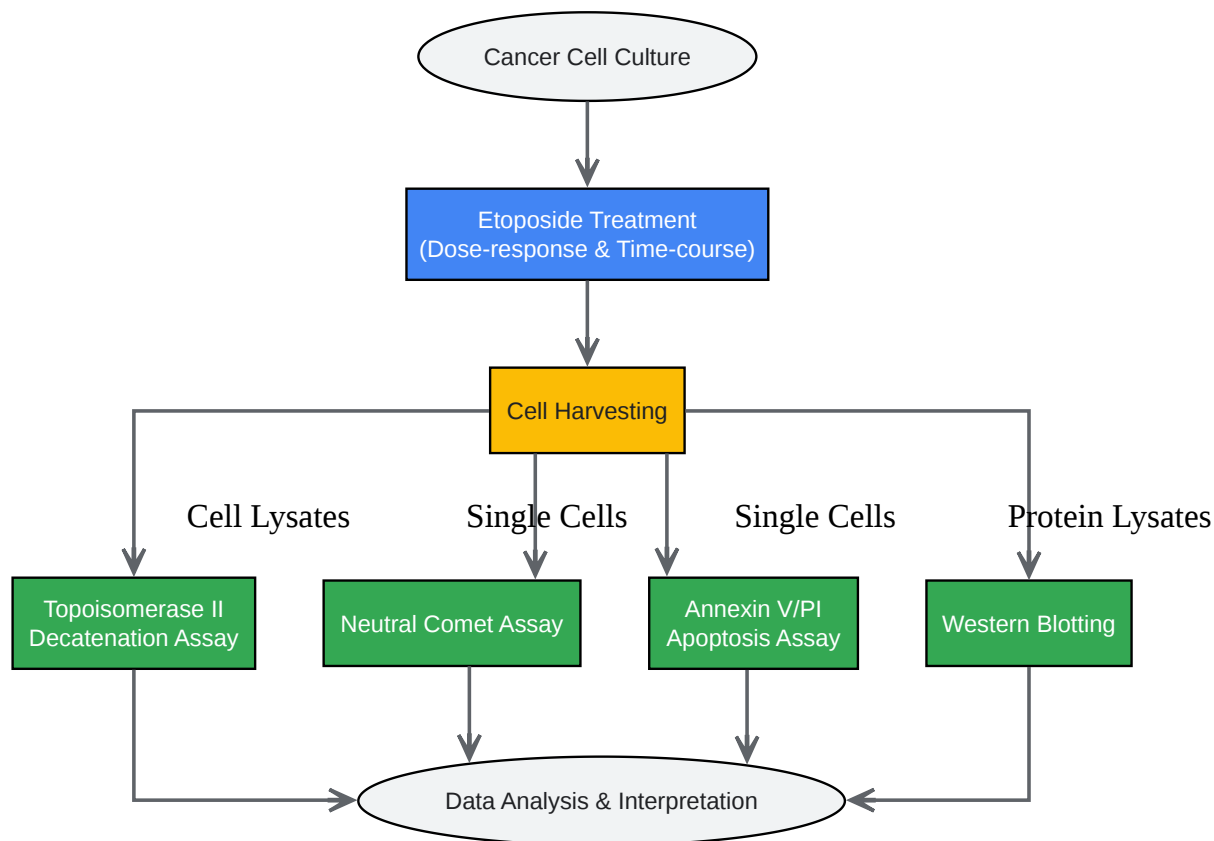 Cancer Cell Culture
Etoposide Treatment
(Dose-response & Time-course)
Cell Harvesting
Cell Lysates
Single Cells
Single Cells
Protein Lysates
Topoisomerase II
Decatenation Assay
Neutral Comet Assay
Annexin V/PI
Apoptosis Assay
Western Blotting
Data Analysis & Interpretation